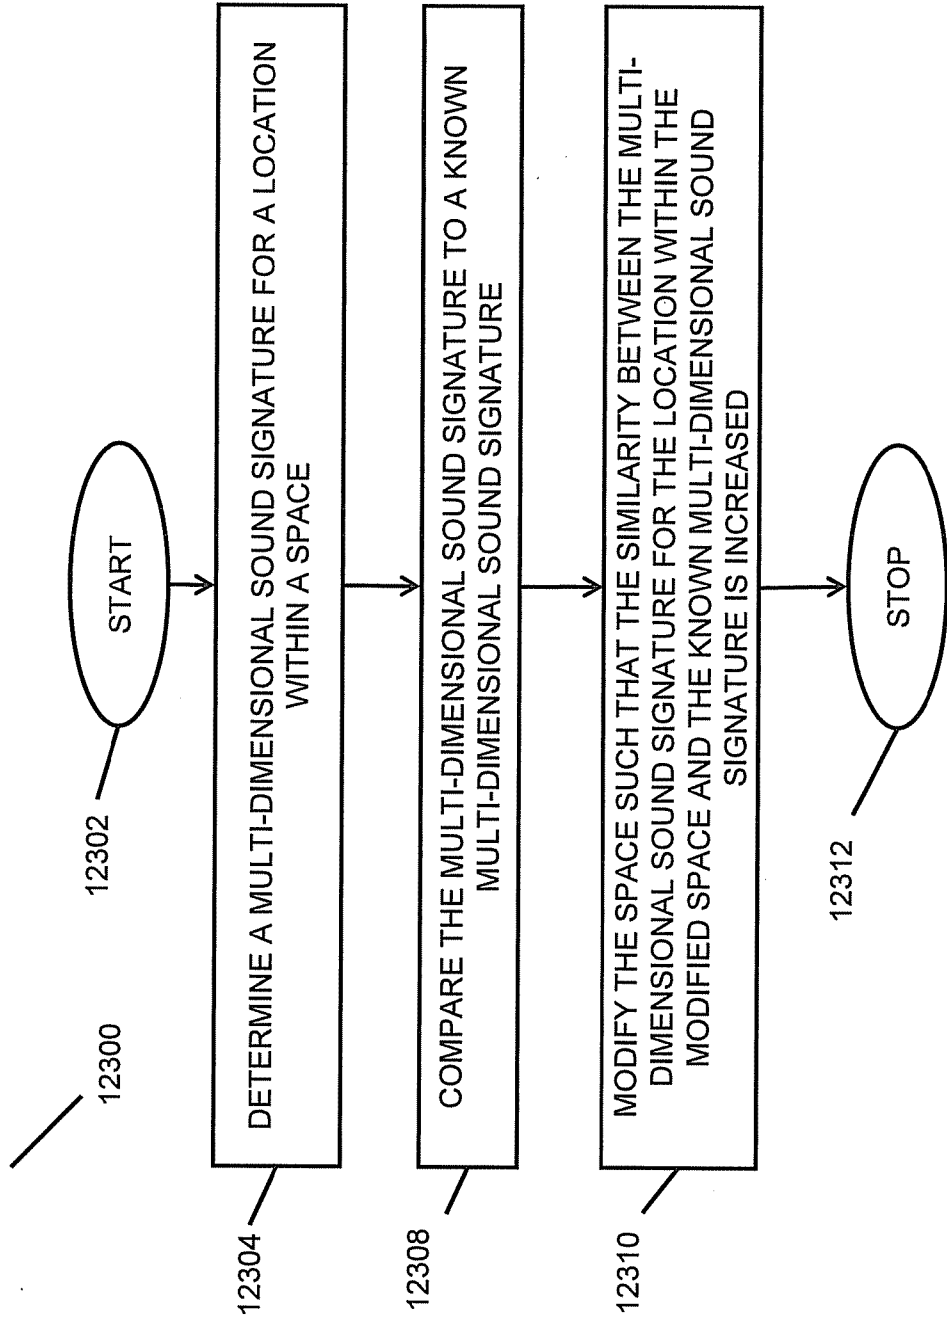 12300
START
12302
DETERMINE A MULTI-DIMENSIONAL SOUND SIGNATURE FOR A LOCATION
WITHIN A SPACE
12304
COMPARE THE MULTI-DIMENSIONAL SOUND SIGNATURE TO A KNOWN
MULTI-DIMENSIONAL SOUND SIGNATURE
12308
MODIFY THE SPACE SUCH THAT THE SIMILARITY BETWEEN THE MULTI-
DIMENSIONAL SOUND SIGNATURE FOR THE LOCATION WITHIN THE
MODIFIED SPACE AND THE KNOWN MULTI-DIMENSIONAL SOUND
SIGNATURE IS INCREASED
12310
STOP
12312